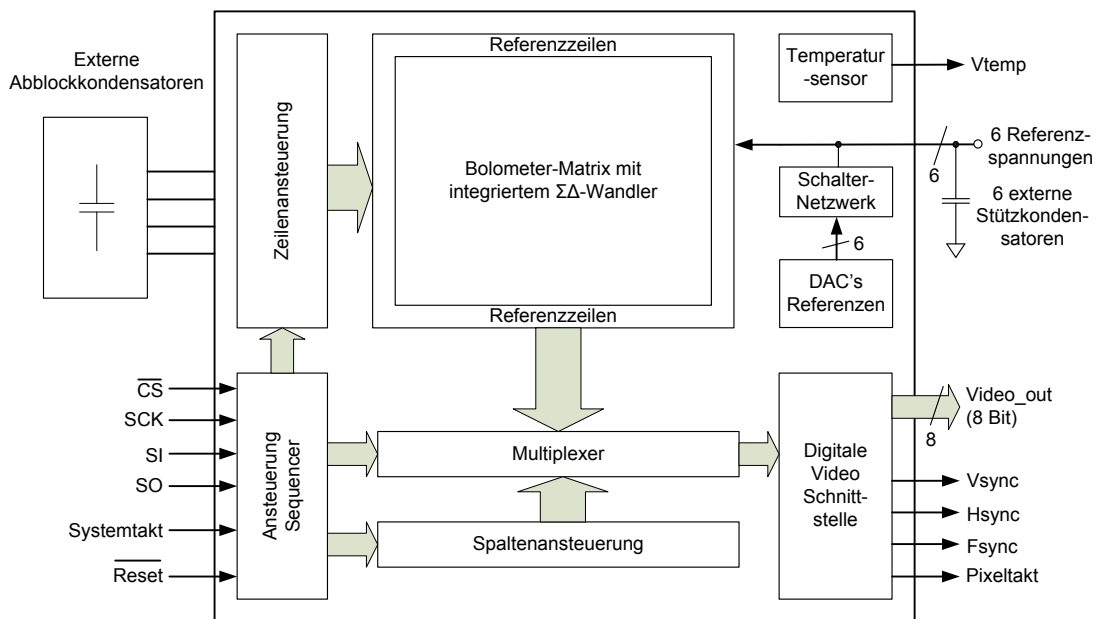 Externe
Abblockkondensatoren
Zeilenansteuerung
Referenzzeilen
Bolometer-Matrix mit
integriertem ΣΔ-Wandler
Referenzzeilen
Temperatur
-sensor
Vtemp
6
6 Referenz-
spannungen
Schalter-
Netzwerk
6
DAC's
Referenzen
6 externe
Stützkonden-
satoren
CS
SCK
SI
SO
Systemtakt
Reset
Ansteuerung
Sequencer
Multiplexer
Spaltenansteuerung
Digitale
Video
Schnitt-
stelle
8
Video_out
(8 Bit)
Vsync
Hsync
Fsync
Pixeltakt